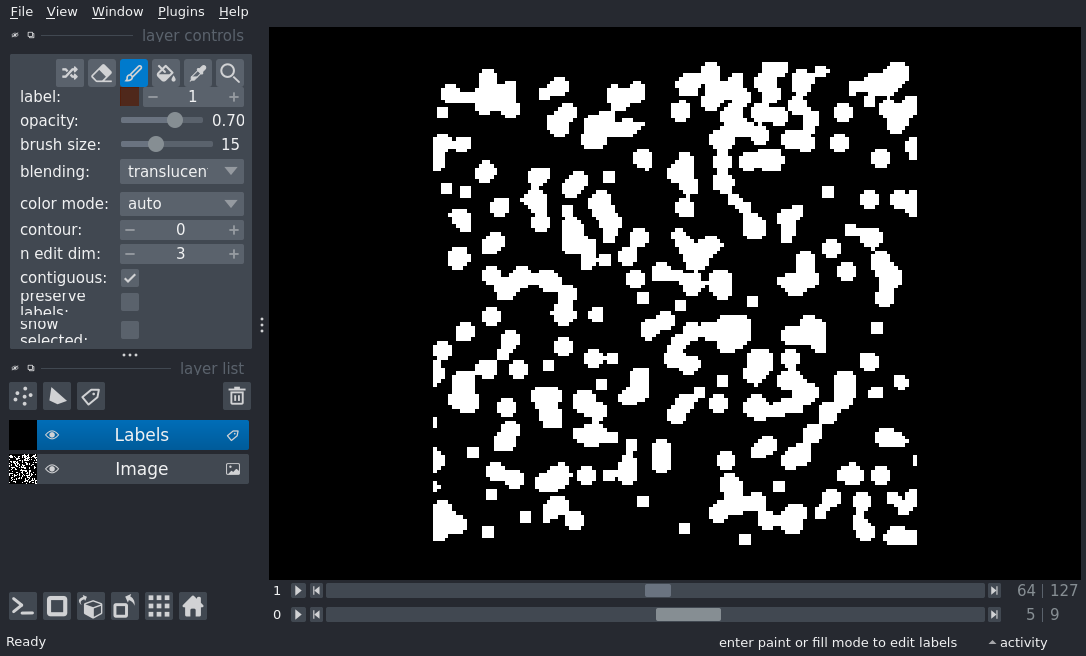 File View Window Plugins Help
layer controls
label: 1
opacity: 0.70
brush size: 15
blending: translucen
color mode: auto
contour: 0
n edit dim: 3
contiguous:
preserve
labels:
show
selected:
layer list
Labels
Image
1 64 | 127
0 5 | 9
Ready enter paint or fill mode to edit labels activity